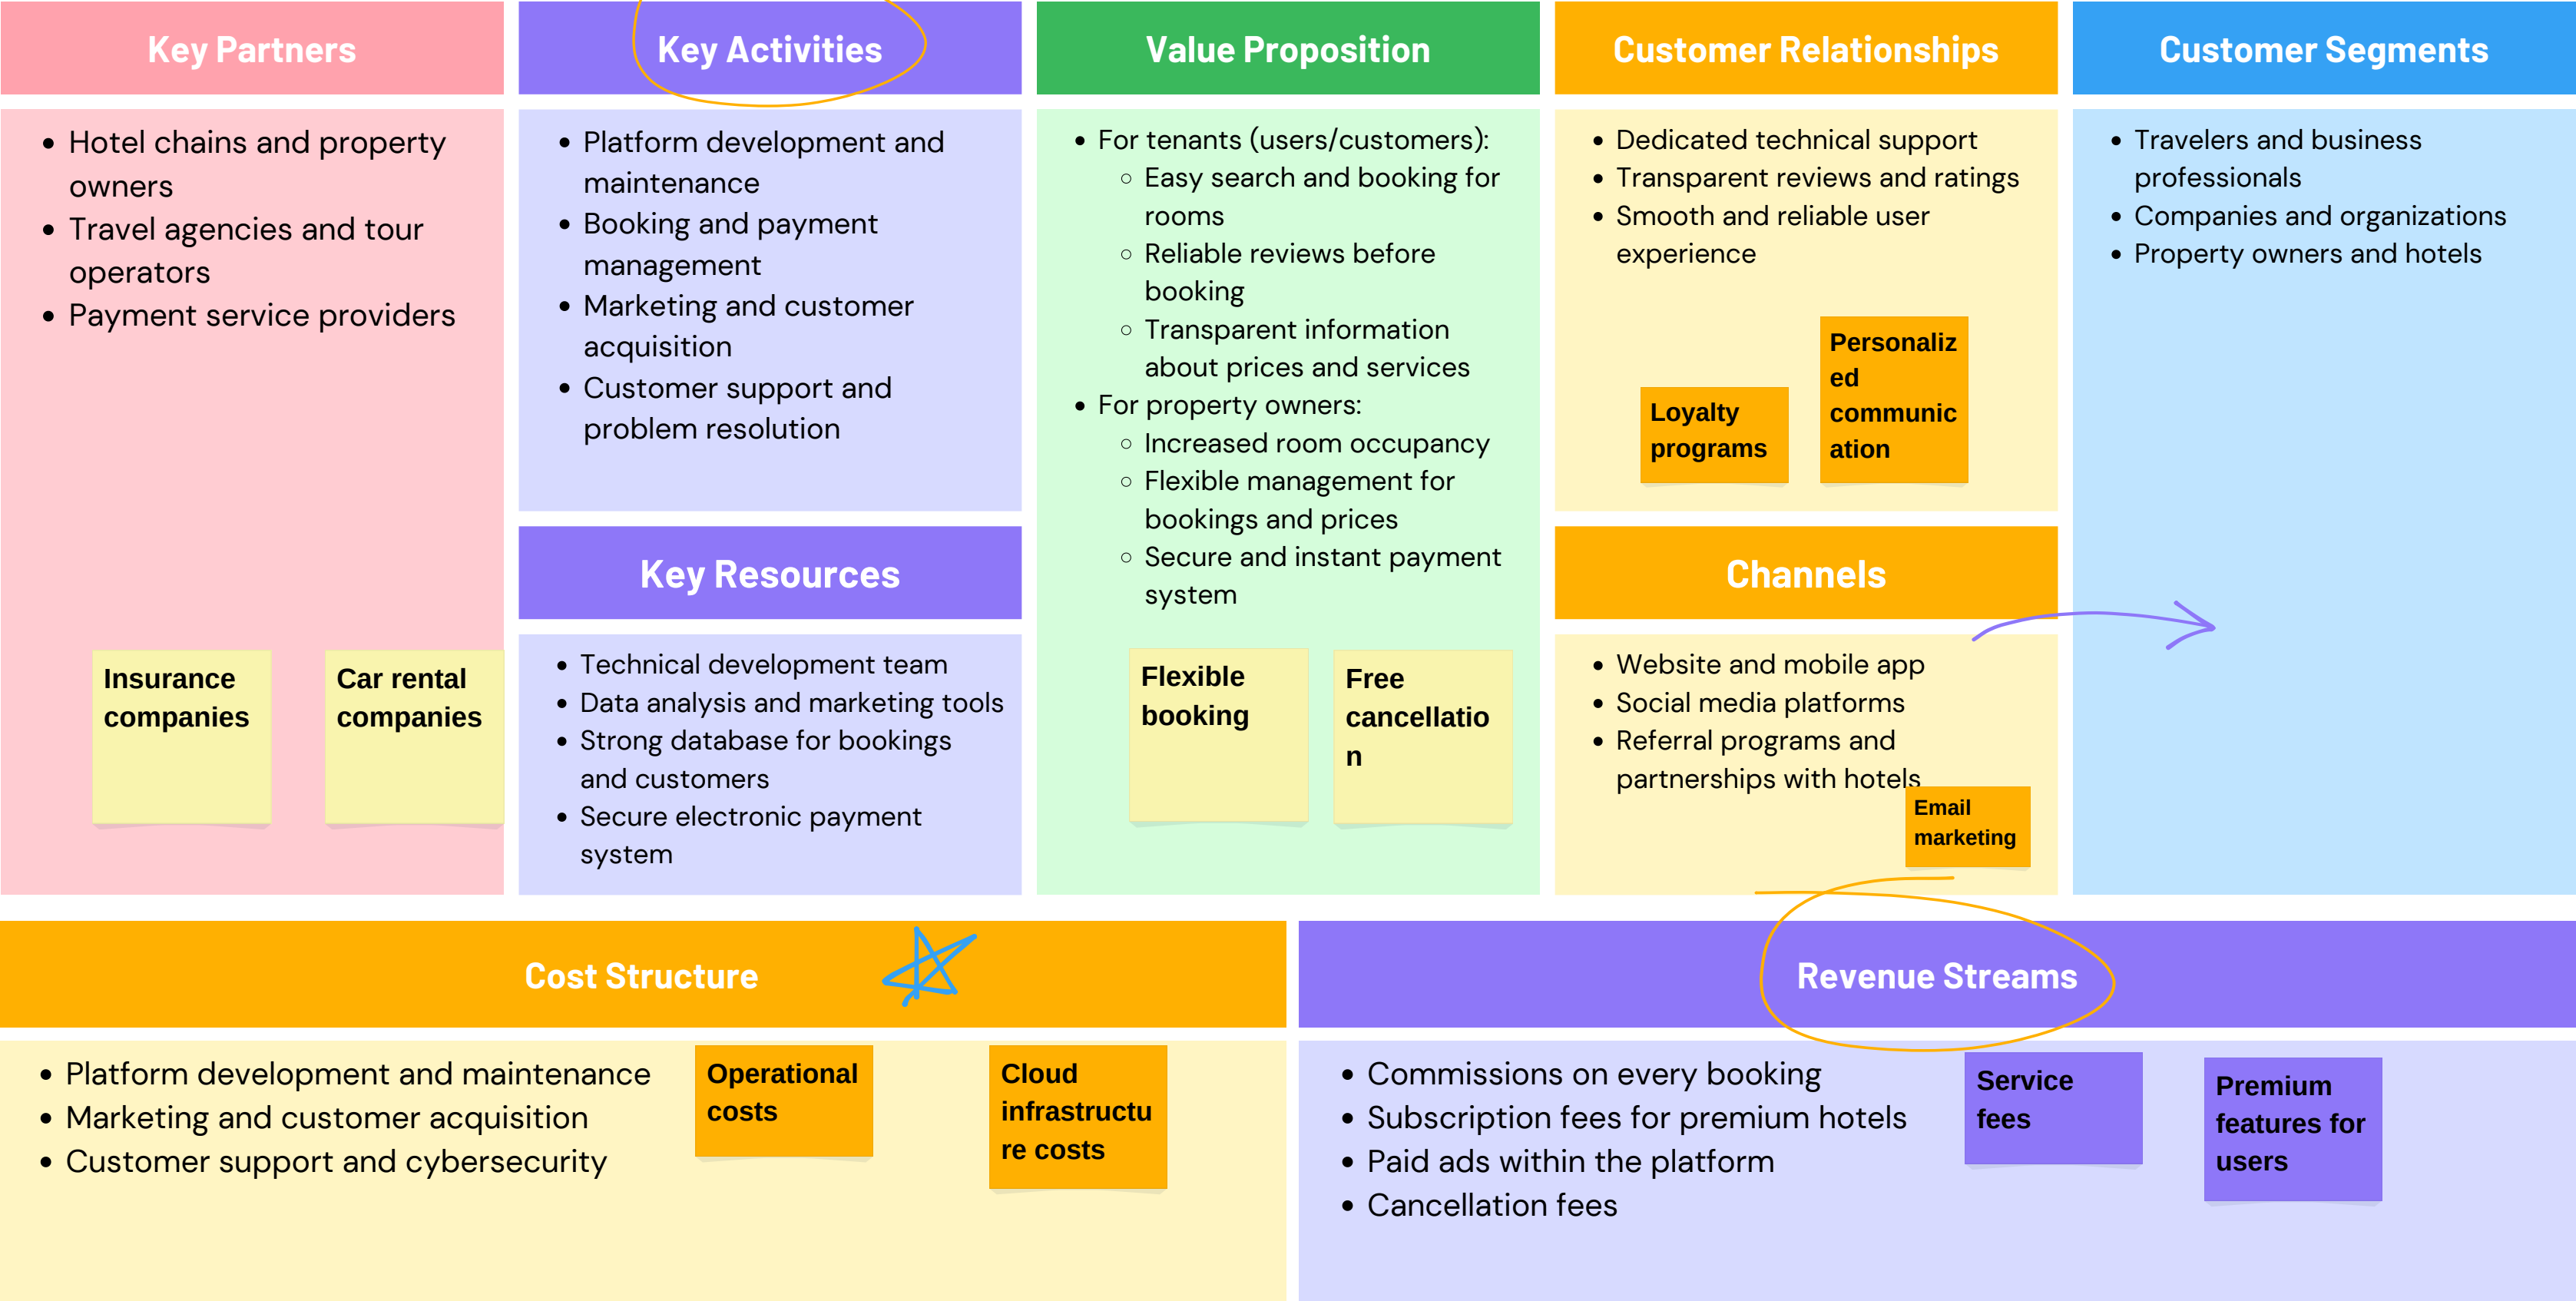 Key Partners
Hotel chains and property
owners
Travel agencies and tour
operators
Payment service providers
Insurance
companies
Car rental
companies
Key Activities
Platform development and
maintenance
Booking and payment
management
Marketing and customer
acquisition
Customer support and
problem resolution
Key Resources
Technical development team
Data analysis and marketing tools
Strong database for bookings
and customers
Secure electronic payment
system
Value Proposition
For tenants (users/customers):
Easy search and booking for
rooms
Reliable reviews before
booking
Transparent information
about prices and services
For property owners:
Increased room occupancy
Flexible management for
bookings and prices
Secure and instant payment
system
Flexible
booking
Free
cancellatio
n
Customer Relationships
Dedicated technical support
Transparent reviews and ratings
Smooth and reliable user
experience
Loyalty
programs
Personaliz
ed
communic
ation
Channels
Website and mobile app
Social media platforms
Referral programs and
partnerships with hotels
Email
marketing
Customer Segments
Travelers and business
professionals
Companies and organizations
Property owners and hotels
Cost Structure
Platform development and maintenance
Marketing and customer acquisition
Customer support and cybersecurity
Operational
costs
Cloud
infrastructu
re costs
Revenue Streams
Commissions on every booking
Subscription fees for premium hotels
Paid ads within the platform
Cancellation fees
Service
fees
Premium
features for
users